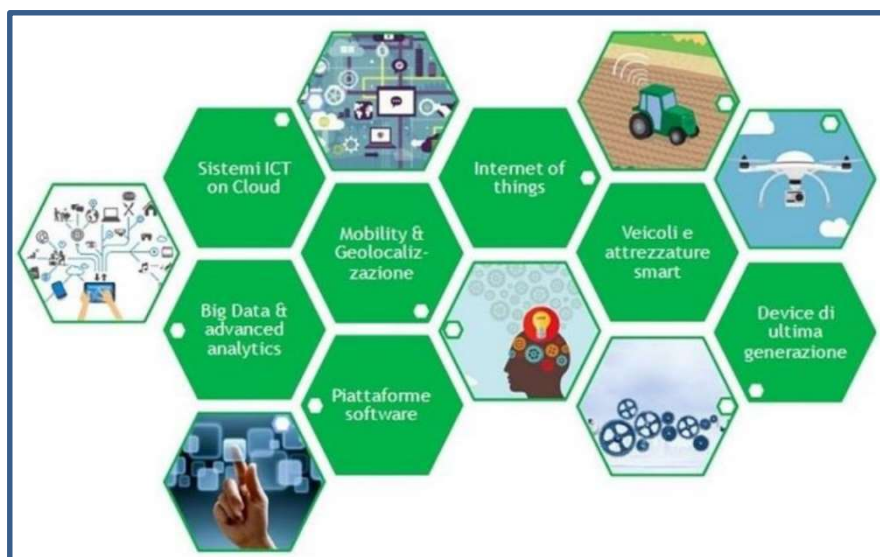 Sistemi ICT
on Cloud
Internet of
things
Mobility &
Geolocaliz-
zazione
Veicoli e
attrezzature
smart
Big Data &
advanced
analytics
Device di
ultima
generazione
Piattaforme
software